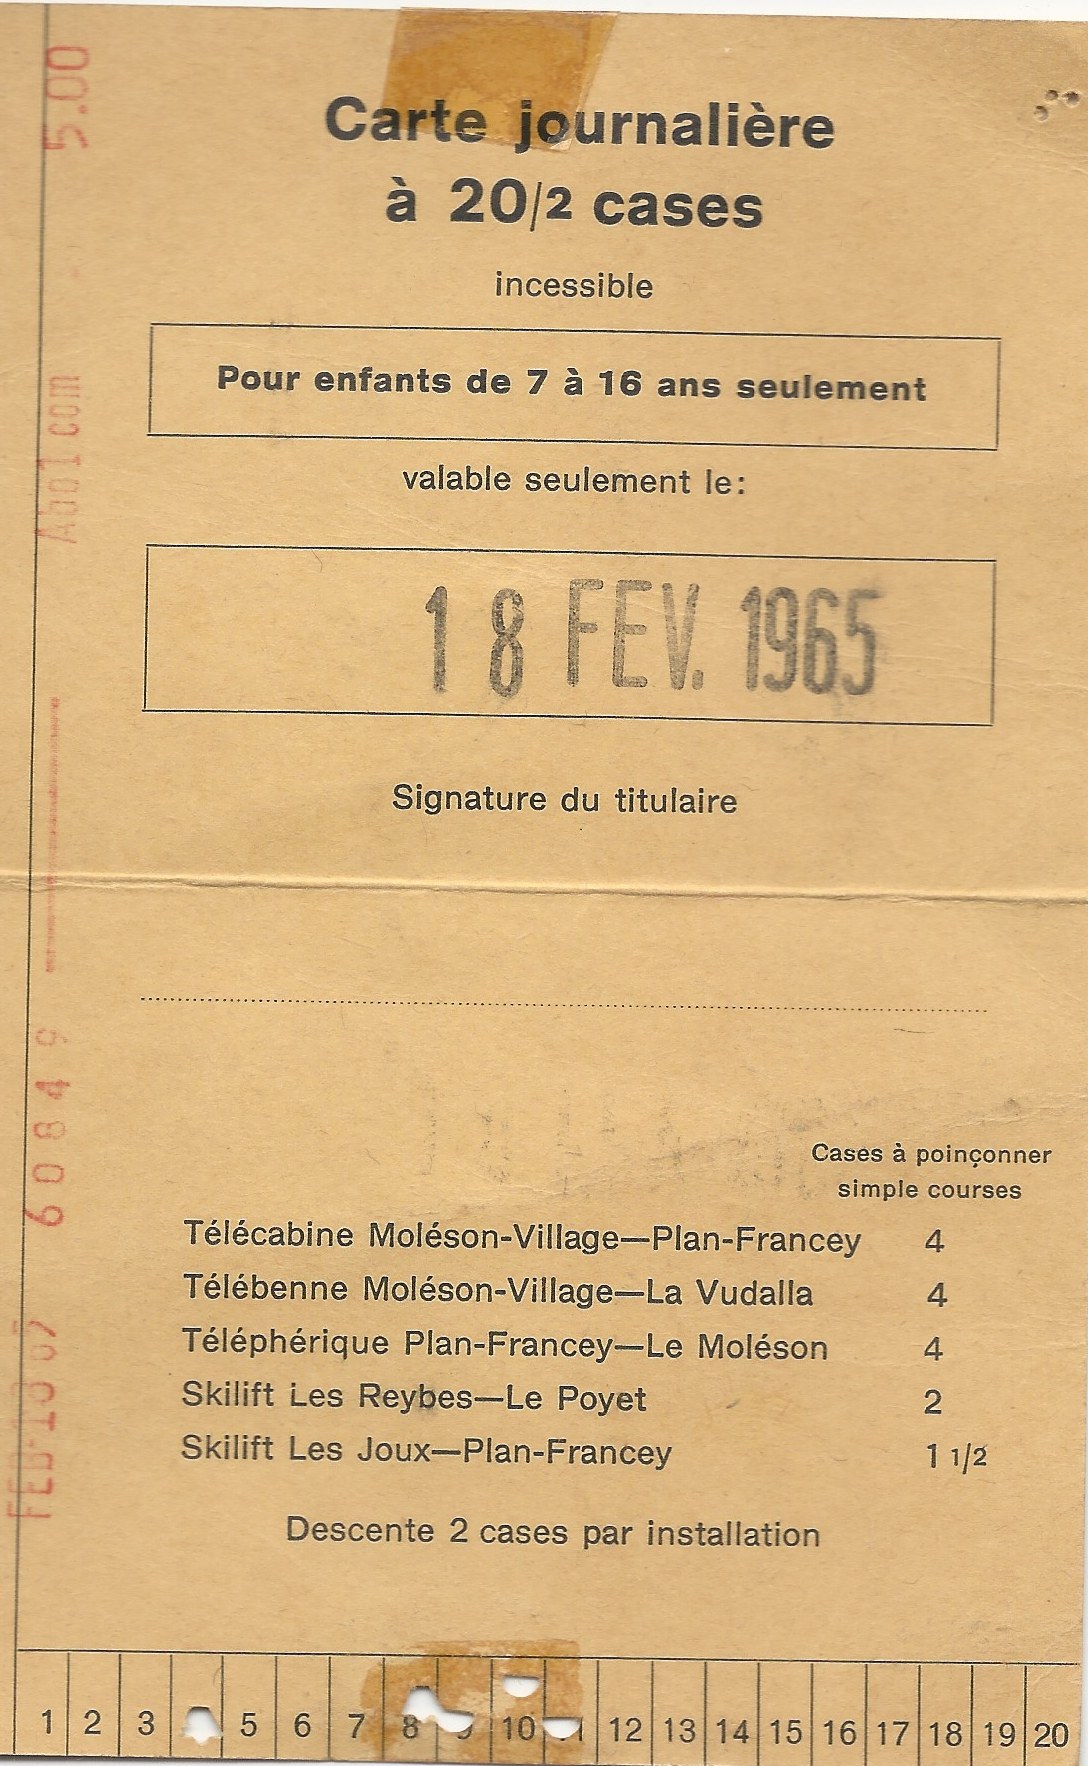 Carte journalière
à 20/2 cases
incessible
Pour enfants de 7 à 16 ans seulement
valable seulement le:
18 FEV. 1965
Signature du titulaire
Cases à poinçonner
simple courses
Télécabine Moléson-Village—Plan-Francey 4
Télébenne Moléson-Village—La Vudalla 4
Téléphérique Plan-Francey—Le Moléson 4
Skilift Les Reybes—Le Poyet 2
Skilift Les Joux—Plan-Francey 1 1/2
Descente 2 cases par installation
1 2 3 5 6 7 8 9 10 11 12 13 14 15 16 17 18 19 20
60849 Abo1com 5.00